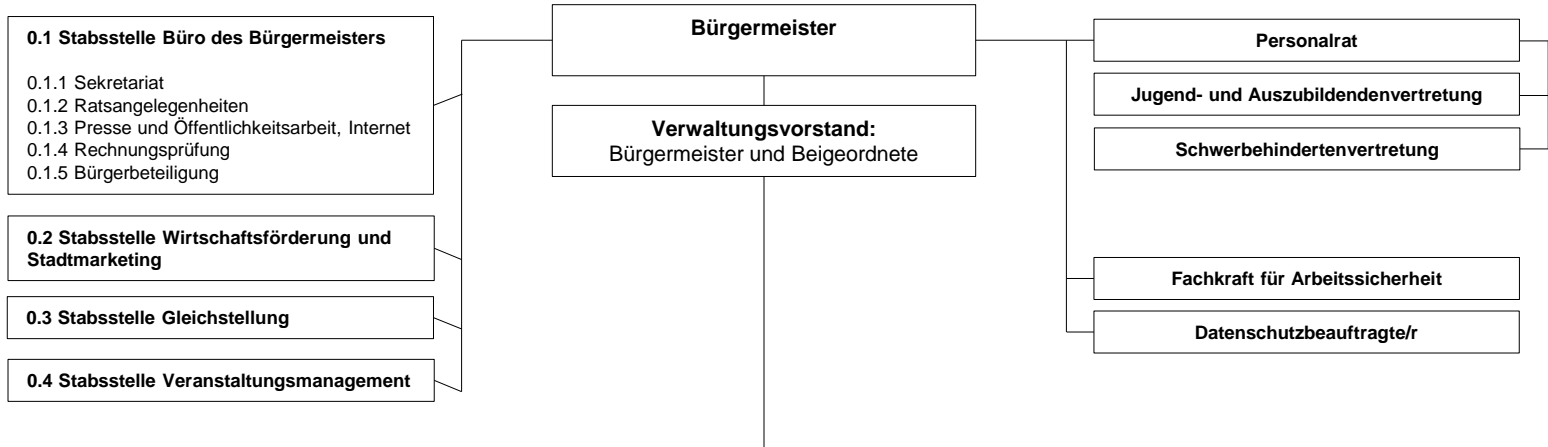 0.1 Stabsstelle Büro des Bürgermeisters
0.1.1 Sekretariat
0.1.2 Ratsangelegenheiten
0.1.3 Presse und Öffentlichkeitsarbeit, Internet
0.1.4 Rechnungsprüfung
0.1.5 Bürgerbeteiligung
0.2 Stabsstelle Wirtschaftsförderung und
Stadtmarketing
0.3 Stabsstelle Gleichstellung
0.4 Stabsstelle Veranstaltungsmanagement
Bürgermeister
Verwaltungsvorstand:
Bürgermeister und Beigeordnete
Personalrat
Jugend- und Auszubildendenvertretung
Schwerbehindertenvertretung
Fachkraft für Arbeitssicherheit
Datenschutzbeauftragte/r